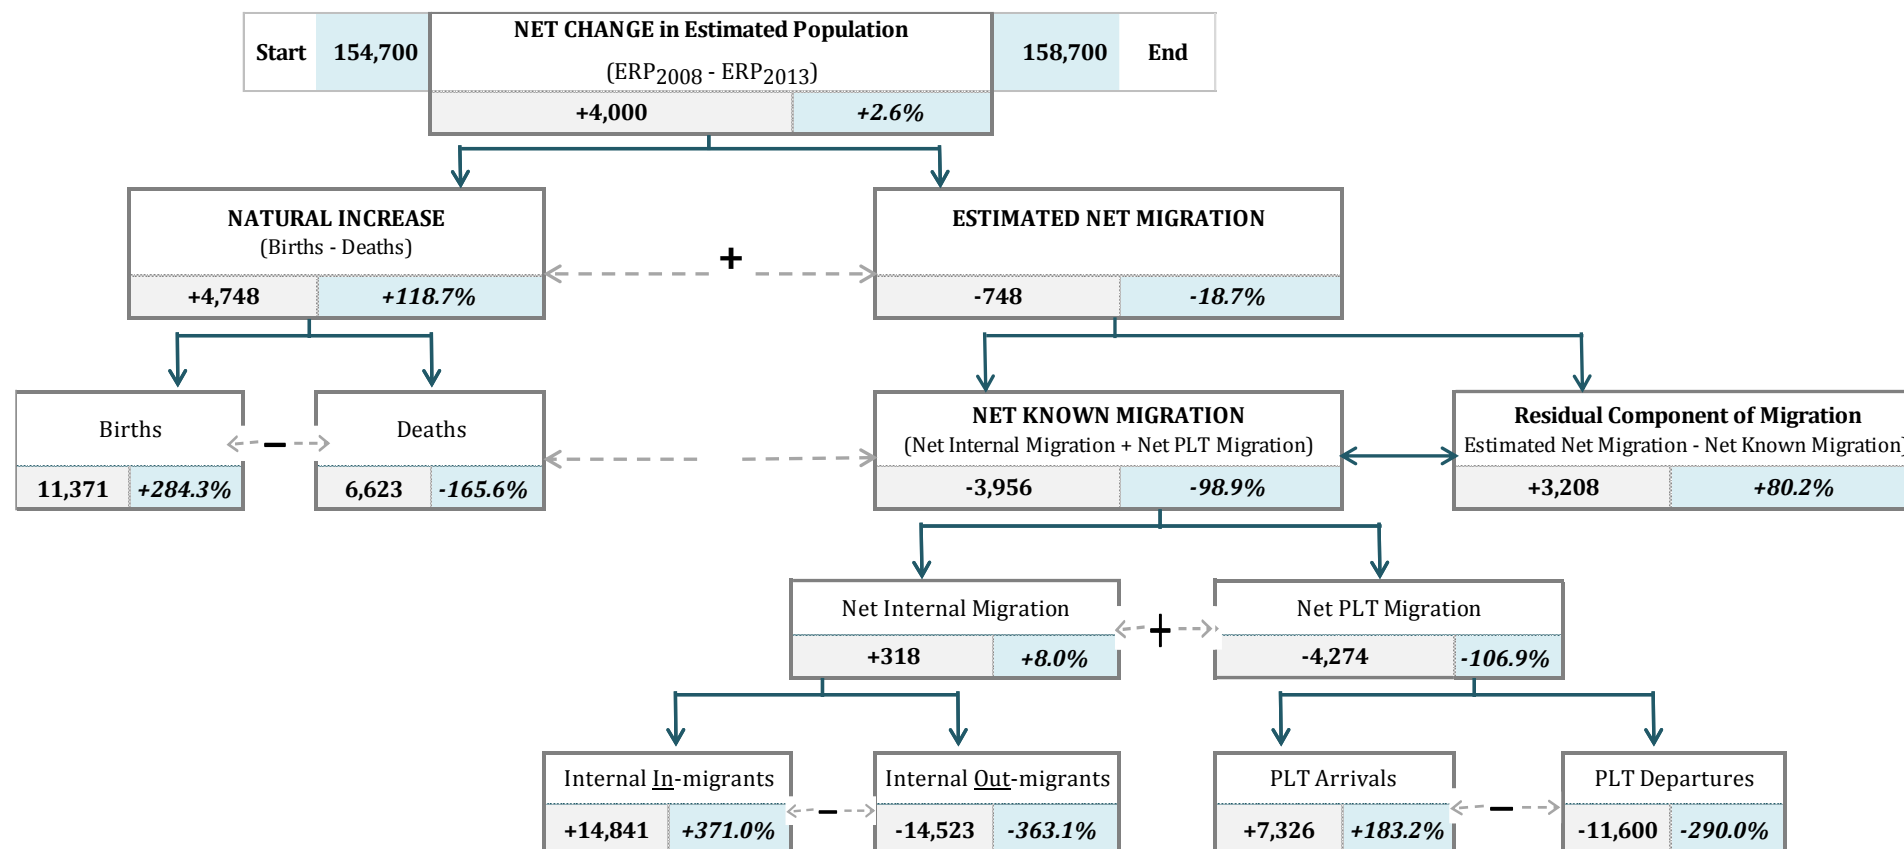 NET CHANGE in Estimated Population
Start 154,700 158,700 End
(ERP2008 - ERP2013)
+4,000 +2.6%
NATURAL INCREASE
(Births - Deaths)
+4,748 +118.7%
+
ESTIMATED NET MIGRATION
-748 -18.7%
Births
11,371 +284.3%
–
Deaths
6,623 -165.6%
NET KNOWN MIGRATION
(Net Internal Migration + Net PLT Migration)
-3,956 -98.9%
Residual Component of Migration
Estimated Net Migration - Net Known Migration)
+3,208 +80.2%
Net Internal Migration
+318 +8.0%
+
Net PLT Migration
-4,274 -106.9%
Internal In-migrants
+14,841 +371.0%
–
Internal Out-migrants
-14,523 -363.1%
PLT Arrivals
+7,326 +183.2%
–
PLT Departures
-11,600 -290.0%